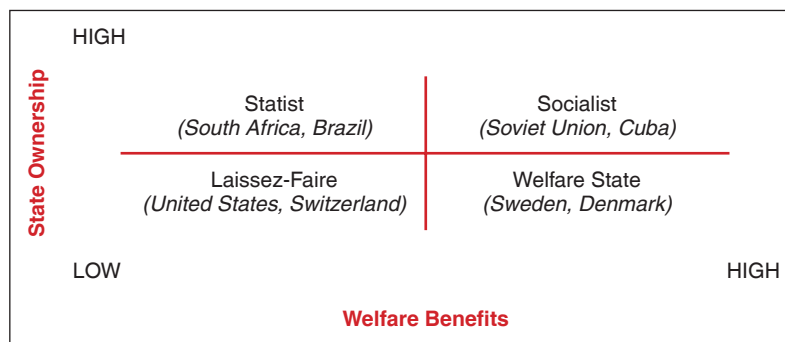 HIGH
State Ownership
Statist
(South Africa, Brazil)
Socialist
(Soviet Union, Cuba)
Laissez-Faire
(United States, Switzerland)
Welfare State
(Sweden, Denmark)
LOW
HIGH
Welfare Benefits